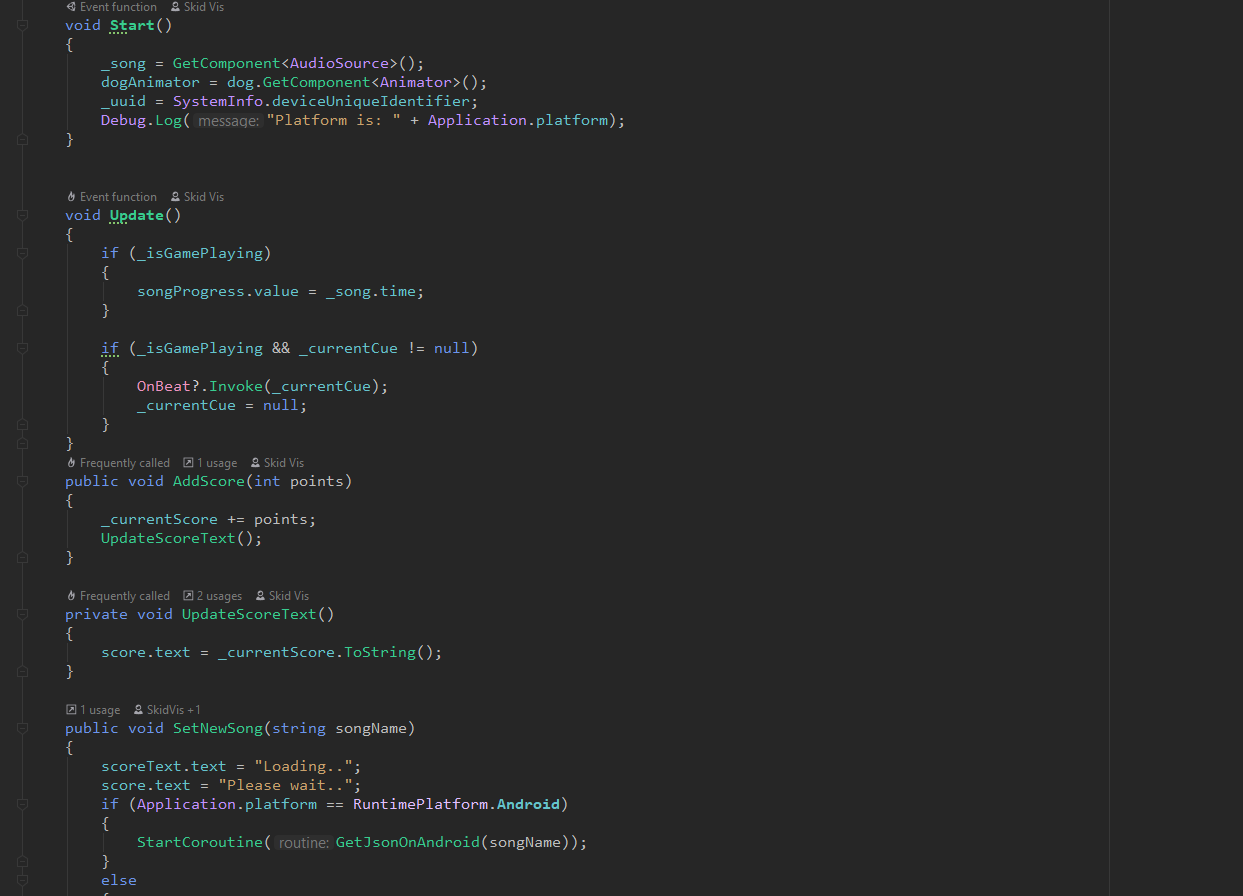 Event function Skid Vis
void Start()
{
_song = GetComponent<AudioSource>();
dogAnimator = dog.GetComponent<Animator>();
_uuid = SystemInfo.deviceUniqueIdentifier;
Debug.Log( message: "Platform is: " + Application.platform);
}
Event function Skid Vis
void Update()
{
if (_isGamePlaying)
{
songProgress.value = _song.time;
}
if (_isGamePlaying && _currentCue != null)
{
OnBeat?.Invoke(_currentCue);
_currentCue = null;
}
}
Frequently called 1 usage Skid Vis
public void AddScore(int points)
{
_currentScore += points;
UpdateScoreText();
}
Frequently called 2 usages Skid Vis
private void UpdateScoreText()
{
score.text = _currentScore.ToString();
}
1 usage SkidVis +1
public void SetNewSong(string songName)
{
scoreText.text = "Loading..";
score.text = "Please wait..";
if (Application.platform == RuntimePlatform.Android)
{
StartCoroutine( routine: GetJsonOnAndroid(songName));
}
else
{